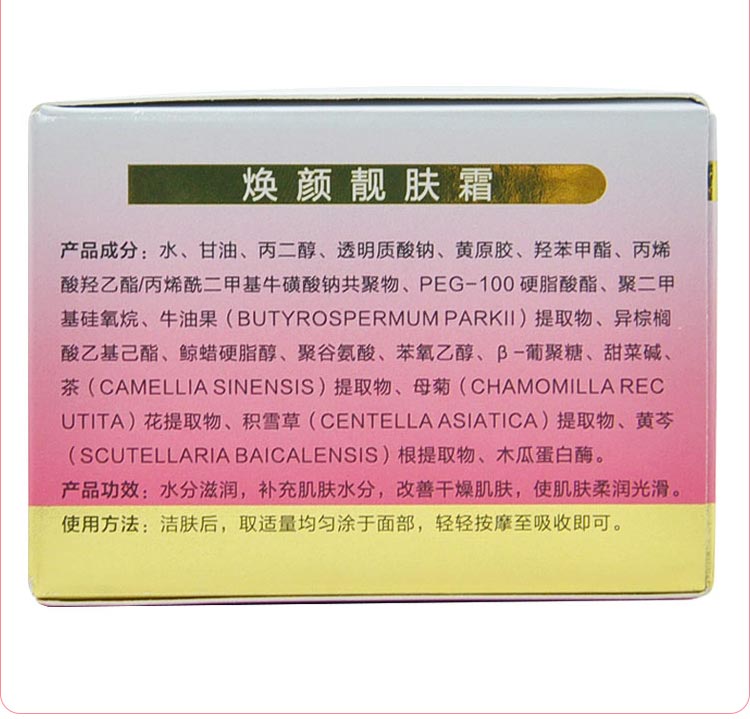 焕颜靓肤霜
产品成分：水、甘油、丙二醇、透明质酸钠、黄原胶、羟苯甲酯、丙烯
酸羟乙酯/丙烯酰二甲基牛磺酸钠共聚物、PEG-100 硬脂酸酯、聚二甲
基硅氧烷、牛油果（BUTYROSPERMUM PARKII）提取物、异棕榈
酸乙基己酯、鲸蜡硬脂醇、聚谷氨酸、苯氧乙醇、β-葡聚糖、甜菜碱、
茶（CAMELLIA SINENSIS）提取物、母菊（CHAMOMILLA REC
UTITA）花提取物、积雪草（CENTELLA ASIATICA）提取物、黄芩
（SCUTELLARIA BAICALENSIS）根提取物、木瓜蛋白酶。
产品功效：水分滋润，补充肌肤水分，改善干燥肌肤，使肌肤柔润光滑。
使用方法：洁肤后，取适量均匀涂于面部，轻轻按摩至吸收即可。